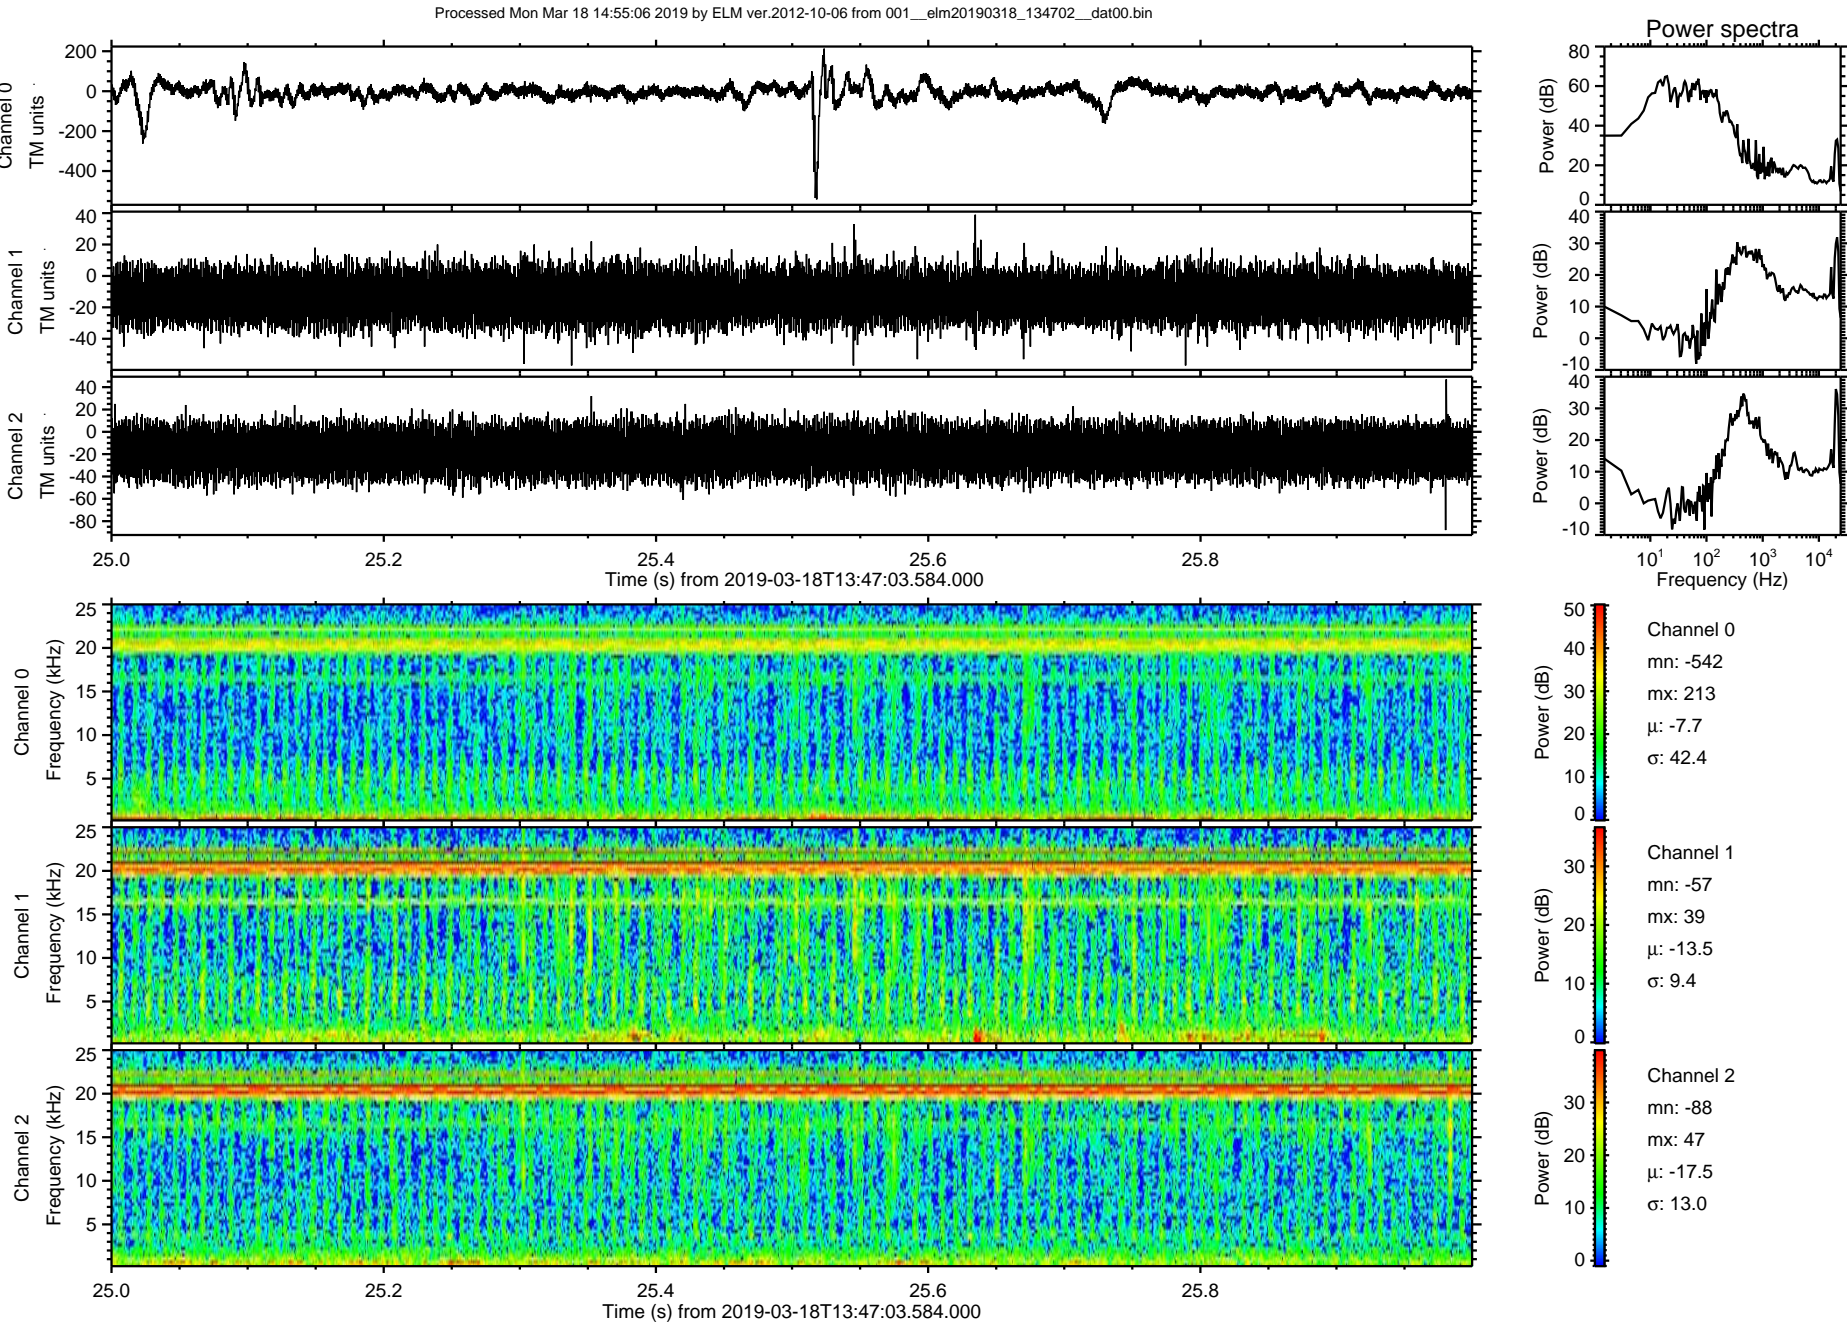 Processed Mon Mar 18 14:55:06 2019 by ELM ver.2012-10-06 from 001__elm20190318_134702__dat00.bin
Power spectra
Channel 0
TM units
200
0
-200
-400
Power (dB)
80
60
40
20
0
Channel 1
TM units
40
20
0
-20
-40
Power (dB)
40
30
20
10
0
-10
Channel 2
TM units
40
20
0
-20
-40
-60
-80
Power (dB)
40
30
20
10
0
-10
25.0 25.2 25.4 25.6 25.8
Time (s) from 2019-03-18T13:47:03.584.000
10¹ 10² 10³ 10⁴
Frequency (Hz)
Channel 0
Frequency (kHz)
25
20
15
10
5
Power (dB)
50
40
30
20
10
0
Channel 0
mn: -542
mx: 213
μ: -7.7
σ: 42.4
Channel 1
Frequency (kHz)
25
20
15
10
5
Power (dB)
30
20
10
0
Channel 1
mn: -57
mx: 39
μ: -13.5
σ: 9.4
Channel 2
Frequency (kHz)
25
20
15
10
5
Power (dB)
30
20
10
0
Channel 2
mn: -88
mx: 47
μ: -17.5
σ: 13.0
25.0 25.2 25.4 25.6 25.8
Time (s) from 2019-03-18T13:47:03.584.000